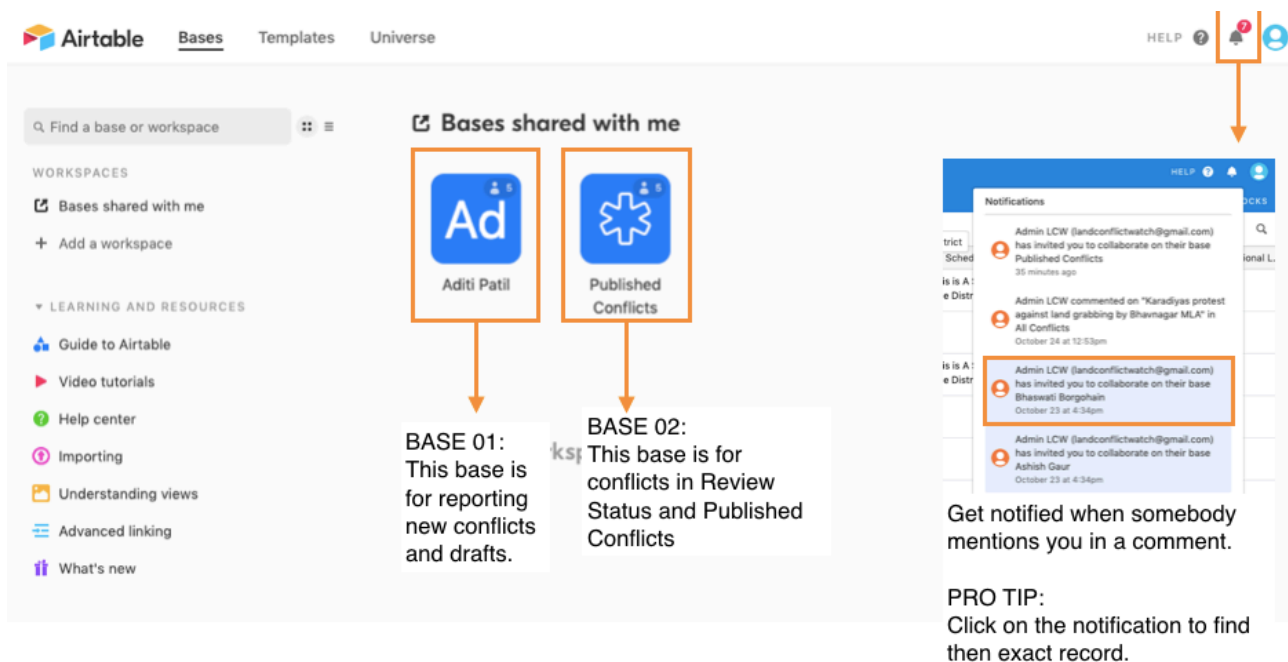 Airtable
Bases
Templates
Universe
HELP
7
Find a base or workspace
WORKSPACES
Bases shared with me
Add a workspace
LEARNING AND RESOURCES
Guide to Airtable
Video tutorials
Help center
Importing
Understanding views
Advanced linking
What's new
Bases shared with me
5
Ad
Aditi Patil
5
Published
Conflicts
BASE 01:
This base is
for reporting
new conflicts
and drafts.
BASE 02:
This base is for
conflicts in Review
Status and Published
Conflicts
HELP
Notifications
Admin LCW (landconflictwatch@gmail.com)
has invited you to collaborate on their base
Published Conflicts
35 minutes ago
Admin LCW commented on "Karadiyas protest
against land grabbing by Bhavnagar MLA" in
All Conflicts
October 24 at 12:53pm
Admin LCW (landconflictwatch@gmail.com)
has invited you to collaborate on their base
Bhaswati Borgohain
October 23 at 4:34pm
Admin LCW (landconflictwatch@gmail.com)
has invited you to collaborate on their base
Ashish Gaur
October 23 at 4:34pm
Get notified when somebody
mentions you in a comment.
PRO TIP:
Click on the notification to find
then exact record.